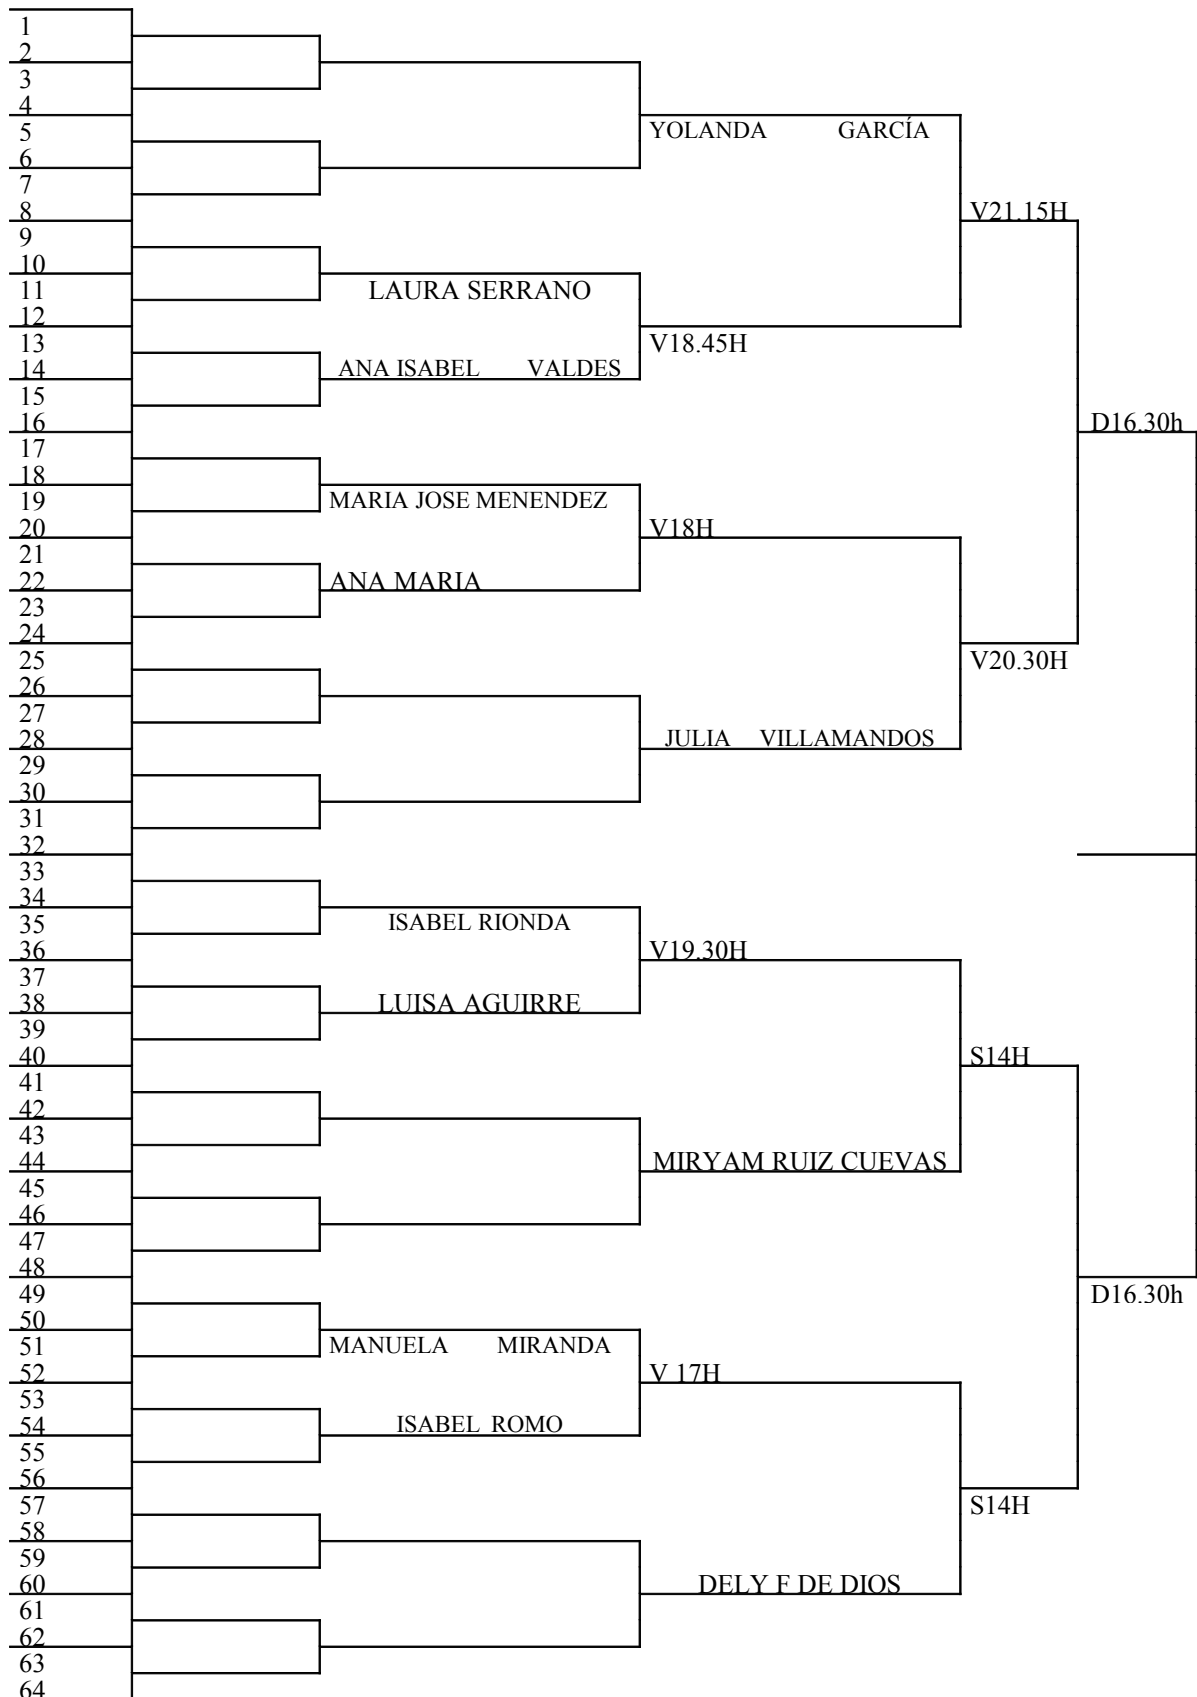 1
2
3
4
5
6
7
8
9
10
11
12
13
14
15
16
17
18
19
20
21
22
23
24
25
26
27
28
29
30
31
32
33
34
35
36
37
38
39
40
41
42
43
44
45
46
47
48
49
50
51
52
53
54
55
56
57
58
59
60
61
62
63
64
LAURA SERRANO
ANA ISABEL VALDES
MARIA JOSE MENENDEZ
ANA MARIA
ISABEL RIONDA
LUISA AGUIRRE
MANUELA MIRANDA
ISABEL ROMO
YOLANDA GARCÍA
V18.45H
V18H
JULIA VILLAMANDOS
V19.30H
MIRYAM RUIZ CUEVAS
V 17H
DELY F DE DIOS
V21.15H
V20.30H
S14H
S14H
D16.30h
D16.30h